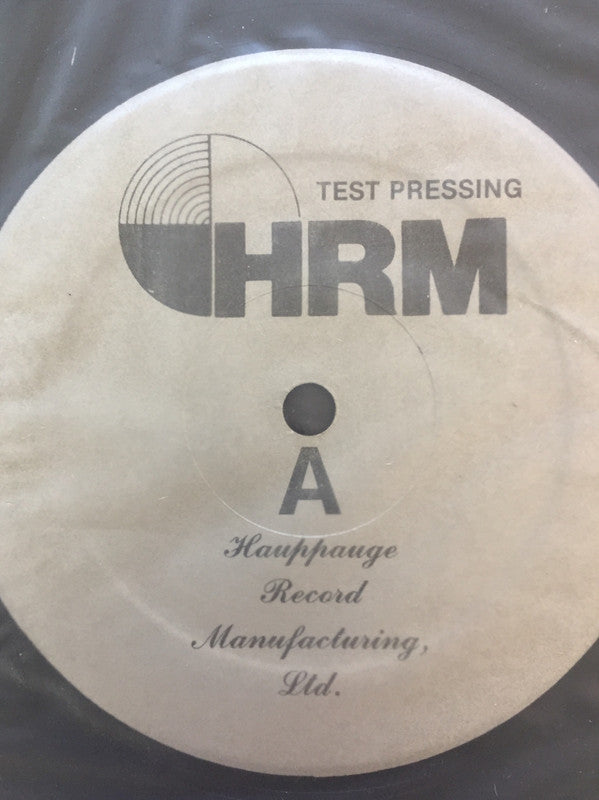 TEST PRESSING
HRM
A
Hauppauge
Record
Manufacturing,
Ltd.